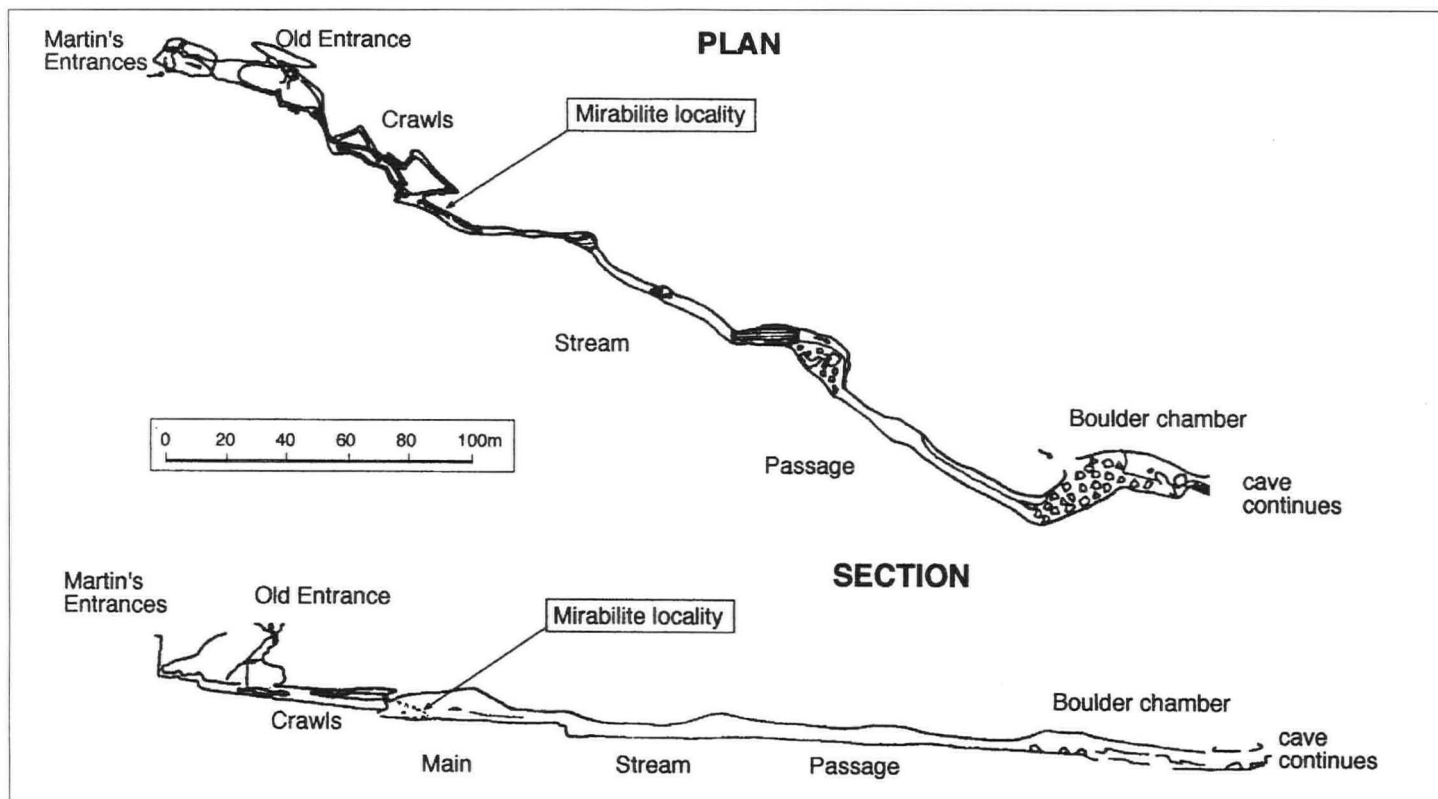 PLAN
Martin's
Entrances
Old Entrance
Crawls
Mirabilite locality
Stream
Passage
Boulder chamber
cave
continues
0 20 40 60 80 100m
SECTION
Martin's
Entrances
Old Entrance
Mirabilite locality
Crawls
Main Stream Passage
Boulder chamber
cave
continues